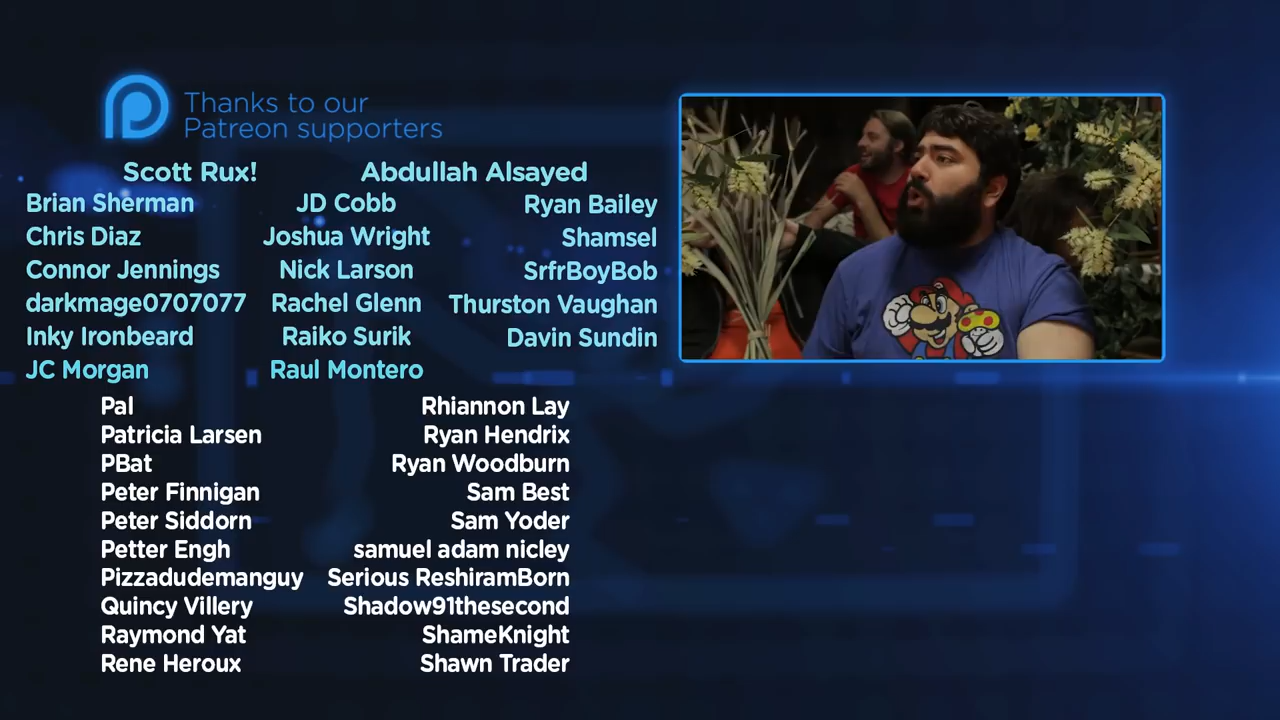 Thanks to our
Patreon supporters
Scott Rux! Abdullah Alsayed
Brian Sherman JD Cobb Ryan Bailey
Chris Diaz Joshua Wright Shamsel
Connor Jennings Nick Larson SrfrBoyBob
darkmage0707077 Rachel Glenn Thurston Vaughan
Inky Ironbeard Raiko Surik Davin Sundin
JC Morgan Raul Montero
Pal Rhiannon Lay
Patricia Larsen Ryan Hendrix
PBat Ryan Woodburn
Peter Finnigan Sam Best
Peter Siddorn Sam Yoder
Petter Engh samuel adam nicley
Pizzadudemanguy Serious ReshiramBorn
Quincy Villery Shadow91thesecond
Raymond Yat ShameKnight
Rene Heroux Shawn Trader